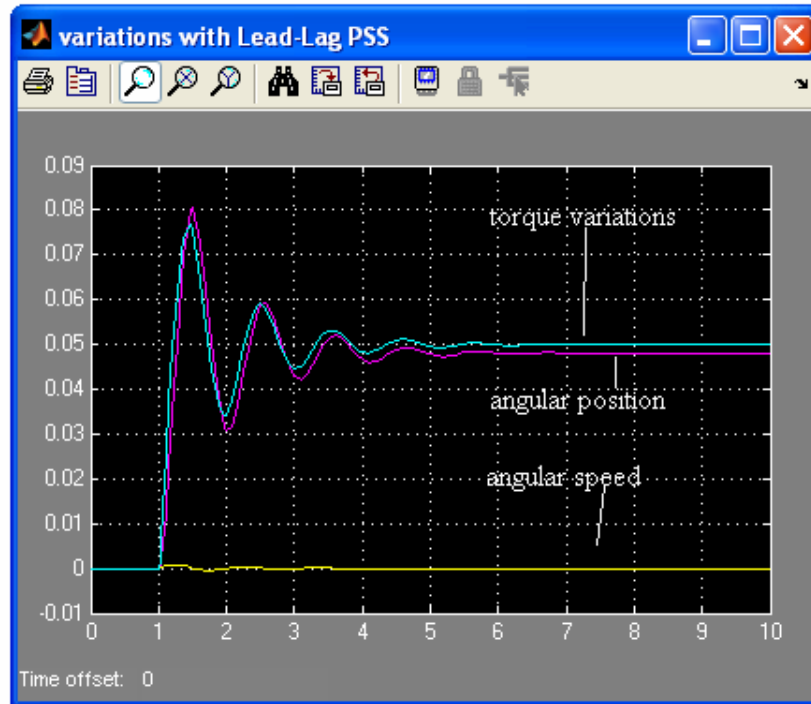 variations with Lead-Lag PSS
0.09
0.08
0.07
0.06
0.05
0.04
0.03
0.02
0.01
0
-0.01
torque variations
angular position
angular speed
0 1 2 3 4 5 6 7 8 9 10
Time offset: 0